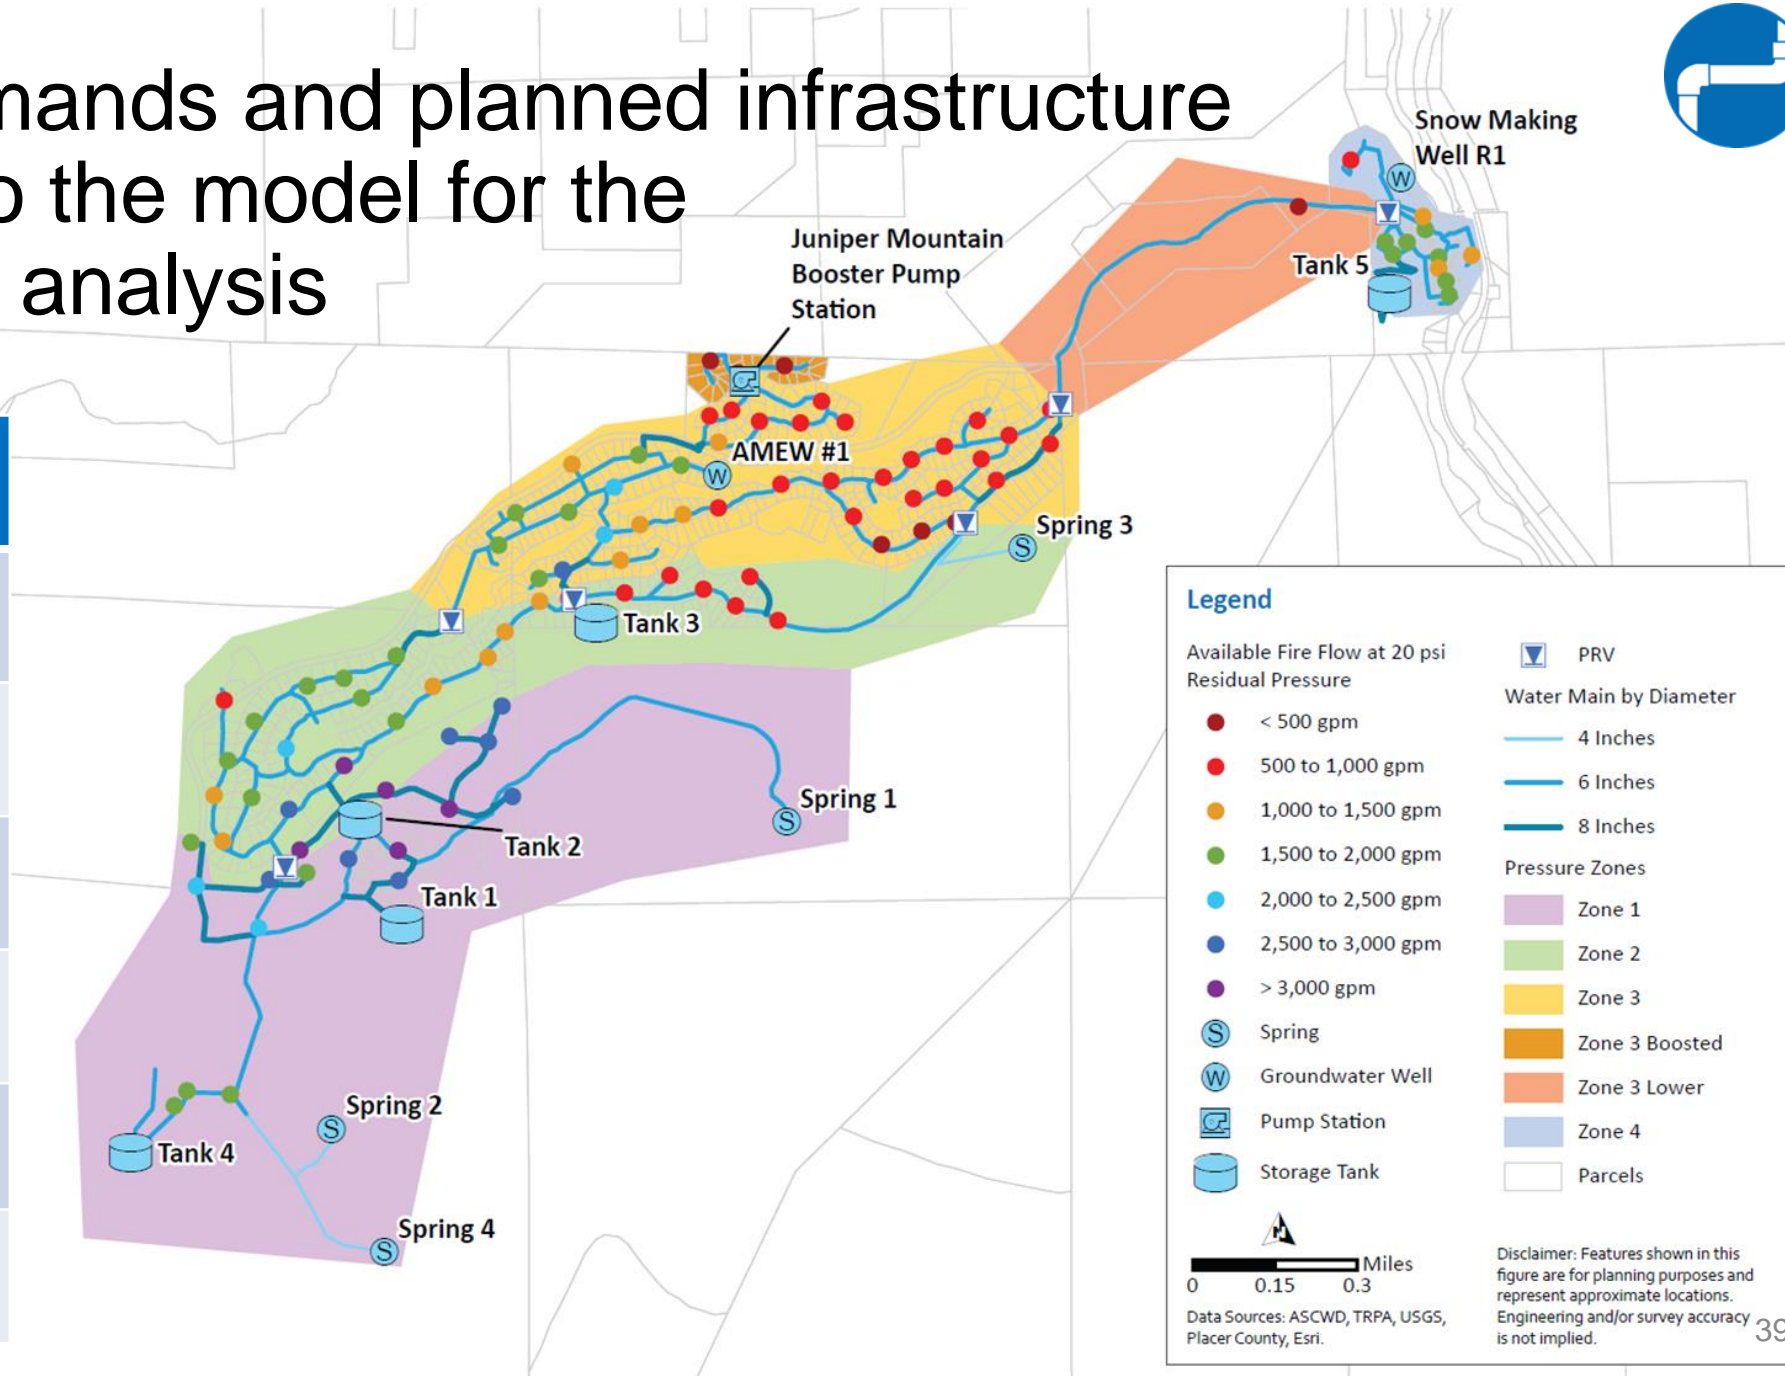 mands and planned infrastructure
the model for the
analysis
Snow Making
Well R1
Juniper Mountain
Booster Pump
Station
Tank 5
AMEW #1
Spring 3
Tank 3
Spring 1
Tank 2
Tank 1
Spring 2
Tank 4
Spring 4
W
W
S
S
S
S
Legend
Available Fire Flow at 20 psi
Residual Pressure
< 500 gpm
500 to 1,000 gpm
1,000 to 1,500 gpm
1,500 to 2,000 gpm
2,000 to 2,500 gpm
2,500 to 3,000 gpm
> 3,000 gpm
S Spring
W Groundwater Well
Pump Station
Storage Tank
PRV
Water Main by Diameter
4 Inches
6 Inches
8 Inches
Pressure Zones
Zone 1
Zone 2
Zone 3
Zone 3 Boosted
Zone 3 Lower
Zone 4
Parcels
N
Miles
0 0.15 0.3
Data Sources: ASCWD, TRPA, USGS,
Placer County, Esri.
Disclaimer: Features shown in this
figure are for planning purposes and
represent approximate locations.
Engineering and/or survey accuracy
is not implied.
39